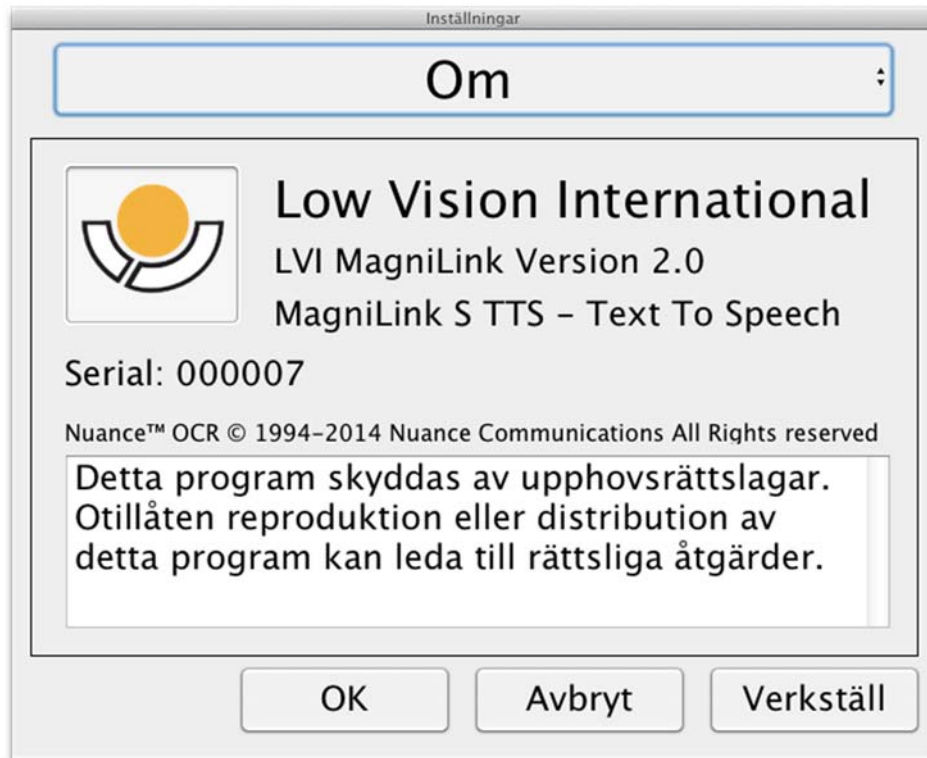 Inställningar
Om
Low Vision International
LVI MagniLink Version 2.0
MagniLink S TTS – Text To Speech
Serial: 000007
Nuance™ OCR © 1994–2014 Nuance Communications All Rights reserved
Detta program skyddas av upphovsrättslagar.
Otillåten reproduktion eller distribution av
detta program kan leda till rättsliga åtgärder.
OK Avbryt Verkställ